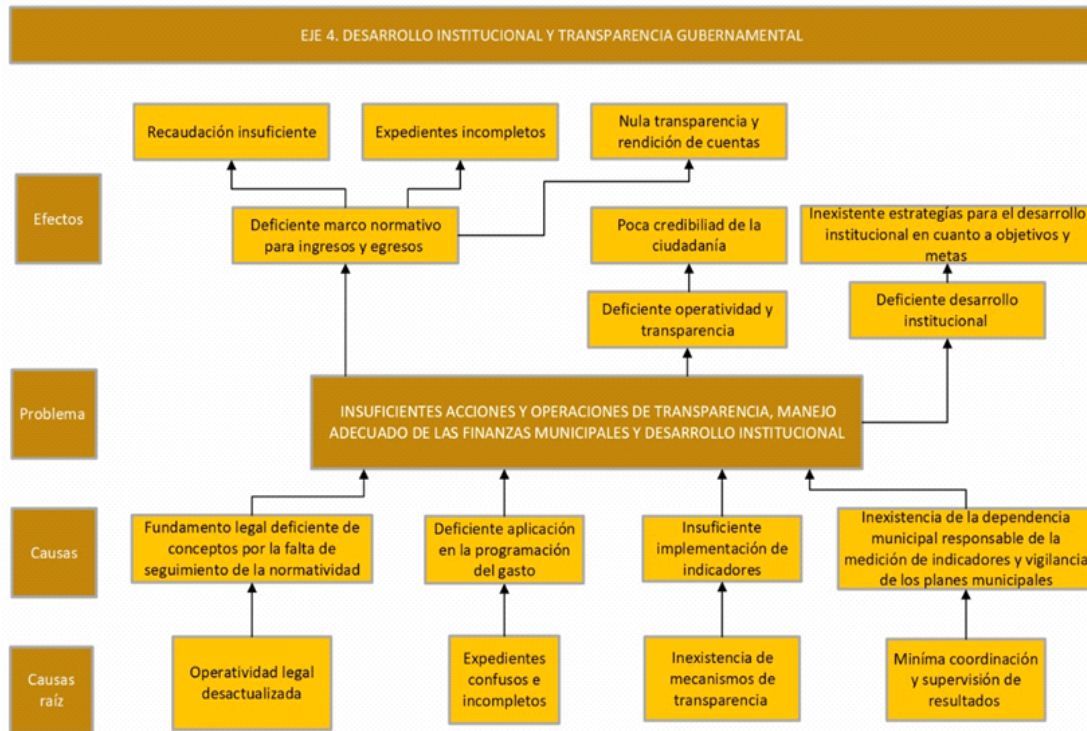 EJE 4. DESARROLLO INSTITUCIONAL Y TRANSPARENCIA GUBERNAMENTAL
Recaudación insuficiente
Expedientes incompletos
Nula transparencia y
rendición de cuentas
Efectos
Deficiente marco normativo
para ingresos y egresos
Poca credibiliad de la
ciudadanía
Inexistente estrategías para el desarrollo
institucional en cuanto a objetivos y
metas
Deficiente operatividad y
transparencia
Deficiente desarrollo
institucional
Problema
INSUFICIENTES ACCIONES Y OPERACIONES DE TRANSPARENCIA, MANEJO
ADECUADO DE LAS FINANZAS MUNICIPALES Y DESARROLLO INSTITUCIONAL
Causas
Fundamento legal deficiente de
conceptos por la falta de
seguimiento de la normatividad
Deficiente aplicación
en la programación
del gasto
Insuficiente
implementación de
indicadores
Inexistencia de la dependencia
municipal responsable de la
medición de indicadores y vigilancia
de los planes municipales
Causas
raíz
Operatividad legal
desactualizada
Expedientes
confusos e
incompletos
Inexistencia de
mecanismos de
transparencia
Miníma coordinación
y supervisión de
resultados